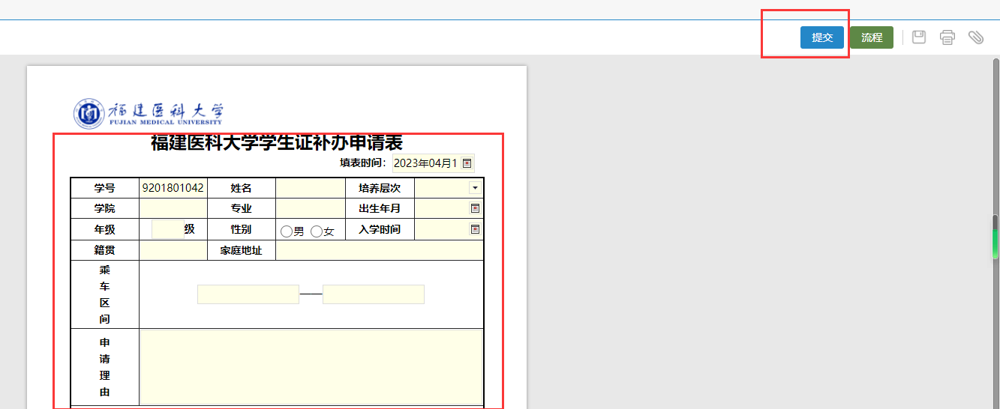 提交 流程
福建医科大学
FUJIAN MEDICAL UNIVERSITY
福建医科大学学生证补办申请表
填表时间: 2023年04月1
学号 9201801042 姓名 培养层次
学院 专业 出生年月
年级 级 性别 男 女 入学时间
籍贯 家庭地址
乘
车
区
间
——
申
请
理
由